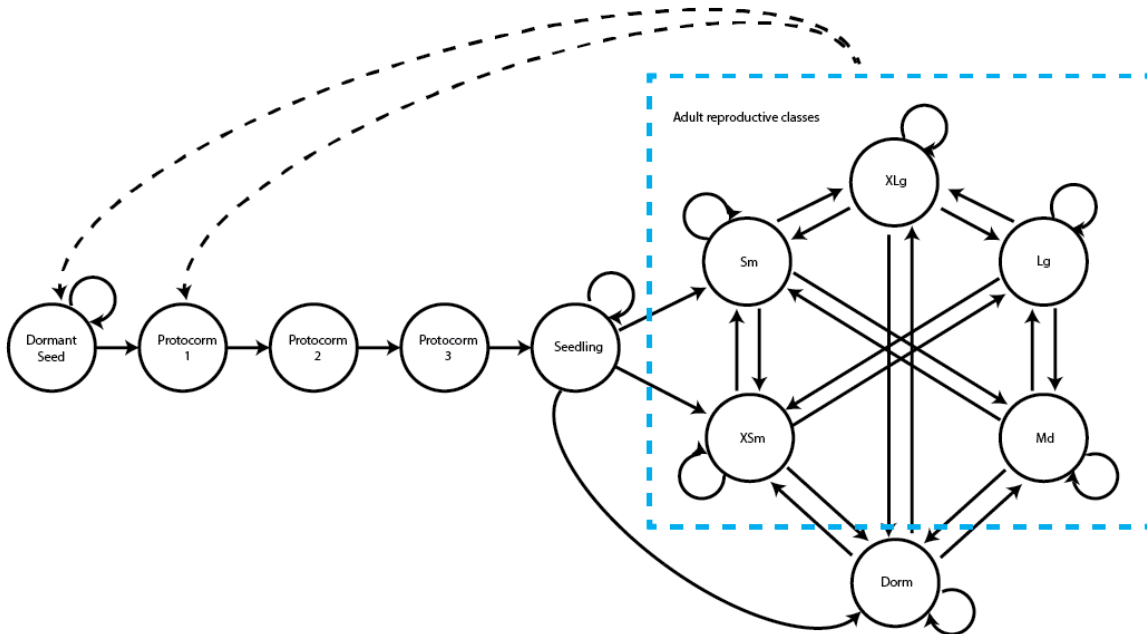 Adult reproductive classes
XLg
Sm
Lg
Dormant
Seed
Protocorm
1
Protocorm
2
Protocorm
3
Seedling
XSm
Md
Dorm